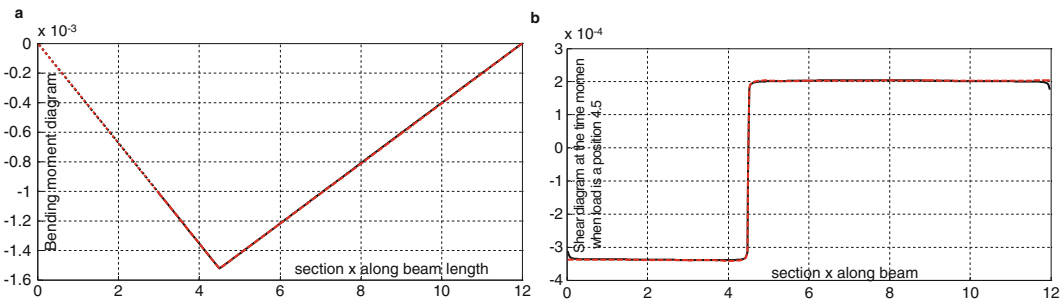 a
x 10-3
0
-0.2
-0.4
-0.6
-0.8
-1
-1.2
-1.4
-1.6
Bending moment diagram
section x along beam length
0 2 4 6 8 10 12
b
x 10-4
3
2
1
0
-1
-2
-3
-4
Shear diagram at the time momen
when load is a position 4.5
section x along beam
0 2 4 6 8 10 12